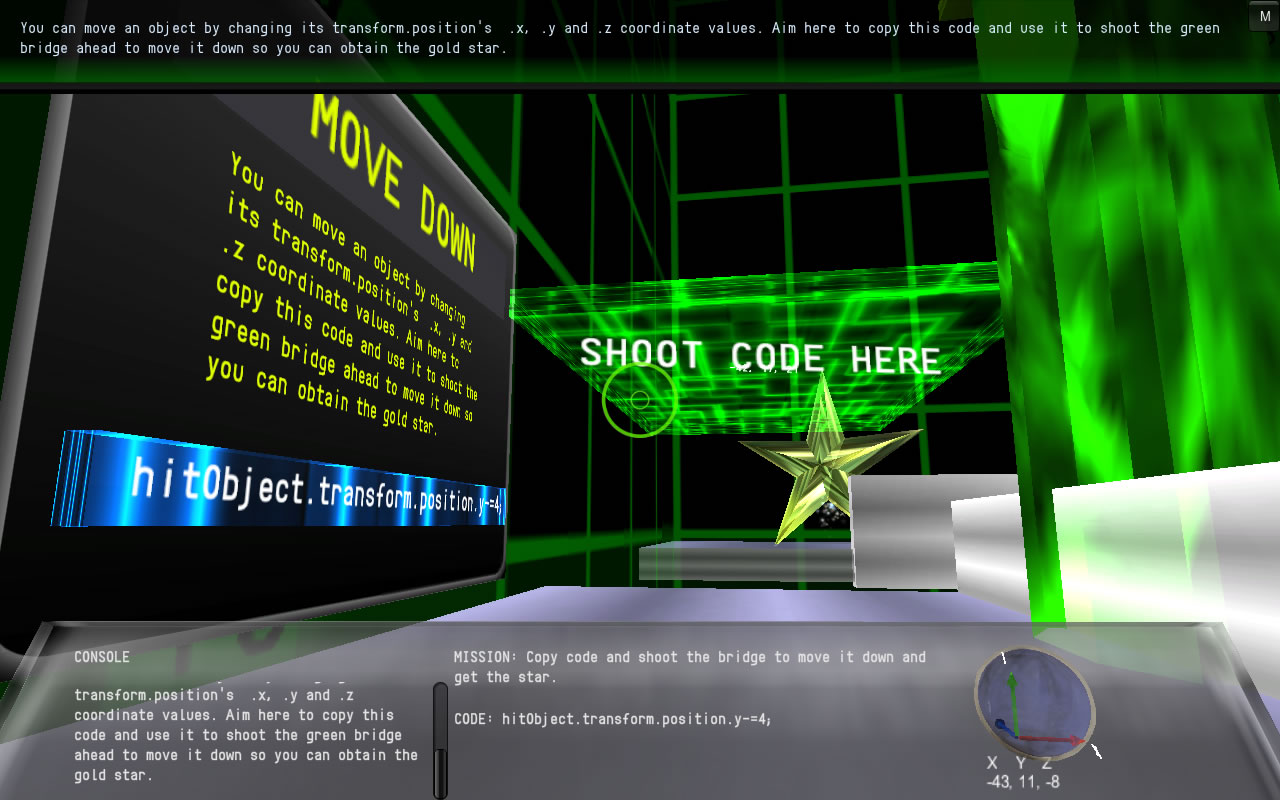 You can move an object by changing its transform.position's  .x, .y and .z coordinate values. Aim here to copy this code and use it to shoot the green
bridge ahead to move it down so you can obtain the gold star.
M
MOVE DOWN
You can move an object by changing
its transform.position's .x, .y and
.z coordinate values. Aim here to
copy this code and use it to shoot the
green bridge ahead to move it down so
you can obtain the gold star.
hitObject.transform.position.y-=4;
SHOOT CODE HERE
CONSOLE
transform.position's  .x, .y and .z
coordinate values. Aim here to copy this
code and use it to shoot the green bridge
ahead to move it down so you can obtain the
gold star.
MISSION: Copy code and shoot the bridge to move it down and
get the star.
CODE: hitObject.transform.position.y-=4;
X Y Z
-43, 11, -8